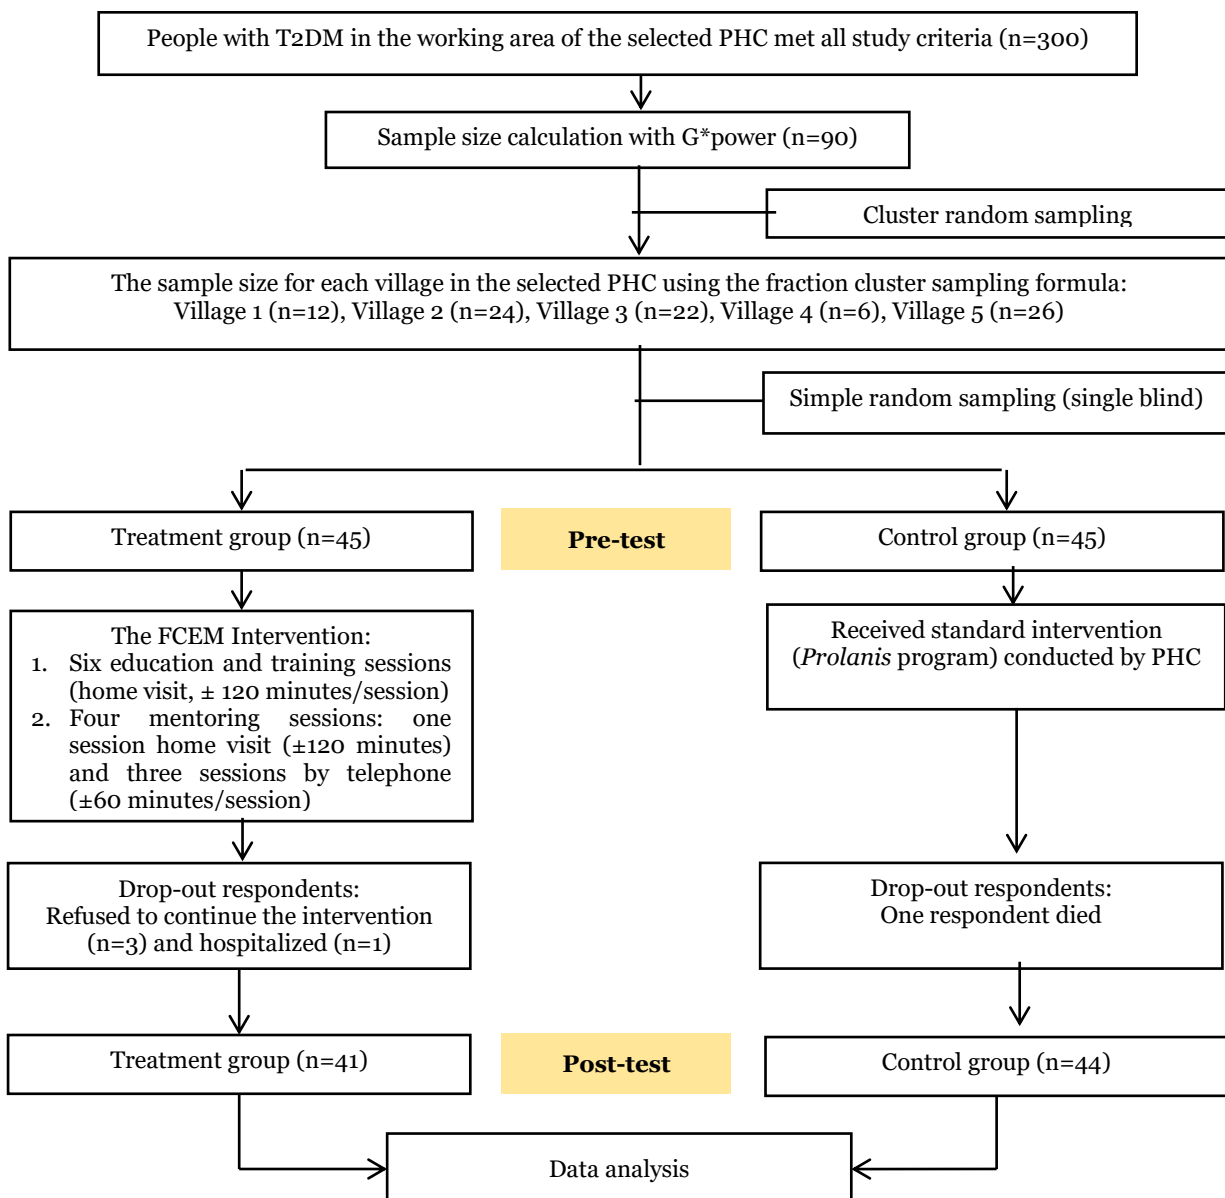 People with T2DM in the working area of the selected PHC met all study criteria (n=300)
Sample size calculation with G*power (n=90)
Cluster random sampling
The sample size for each village in the selected PHC using the fraction cluster sampling formula:
Village 1 (n=12), Village 2 (n=24), Village 3 (n=22), Village 4 (n=6), Village 5 (n=26)
Simple random sampling (single blind)
Treatment group (n=45)
Pre-test
Control group (n=45)
The FCEM Intervention:
1. Six education and training sessions
(home visit, ± 120 minutes/session)
2. Four mentoring sessions: one
session home visit (±120 minutes)
and three sessions by telephone
(±60 minutes/session)
Received standard intervention
(Prolanis program) conducted by PHC
Drop-out respondents:
Refused to continue the intervention
(n=3) and hospitalized (n=1)
Drop-out respondents:
One respondent died
Treatment group (n=41)
Post-test
Control group (n=44)
Data analysis